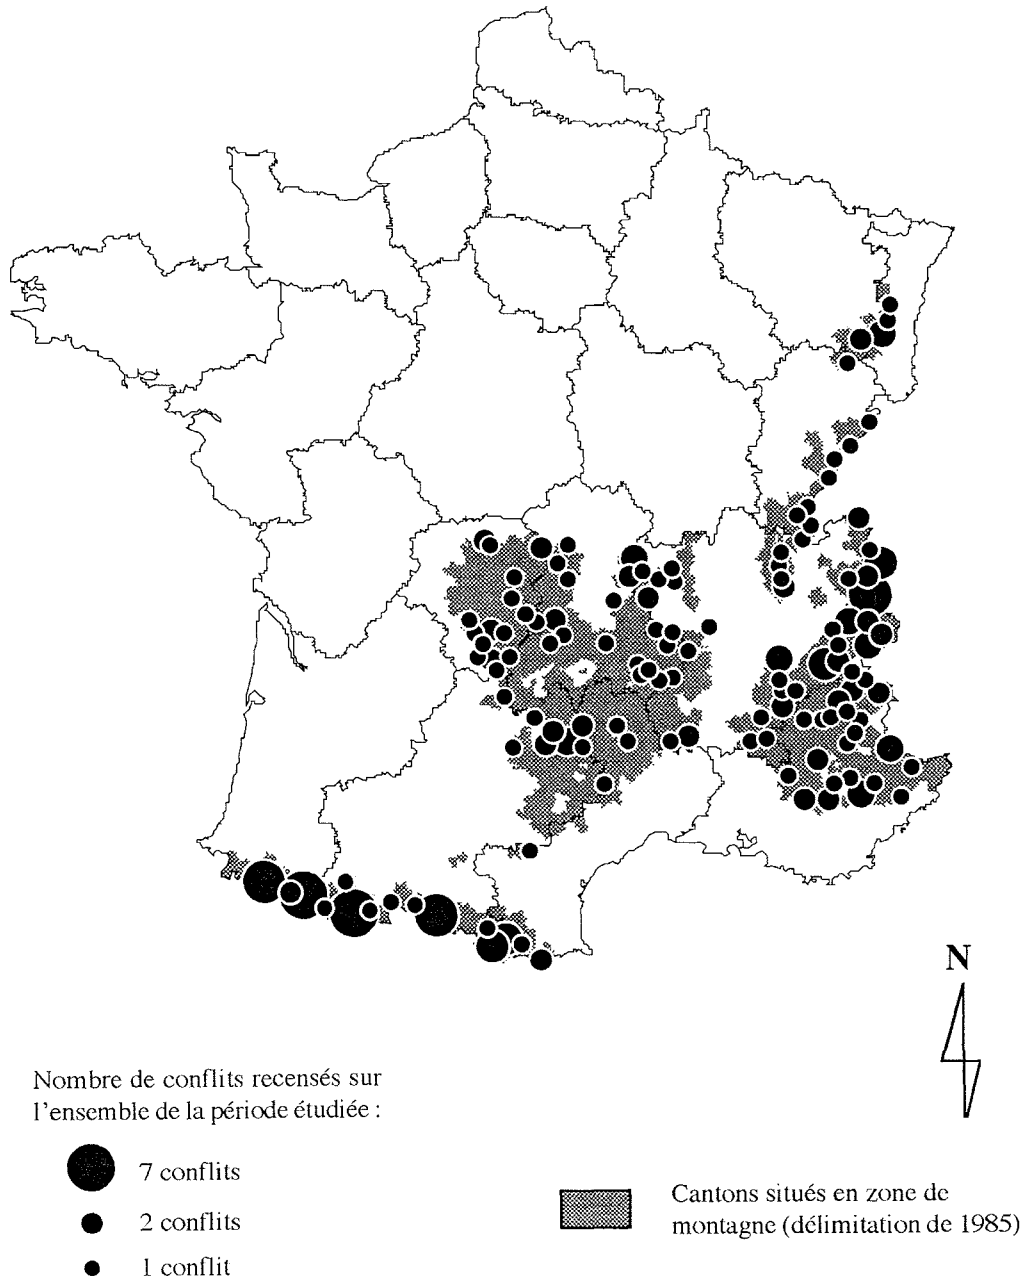 N
Nombre de conflits recensés sur
l'ensemble de la période étudiée :
7 conflits
2 conflits
1 conflit
Cantons situés en zone de
montagne (délimitation de 1985)